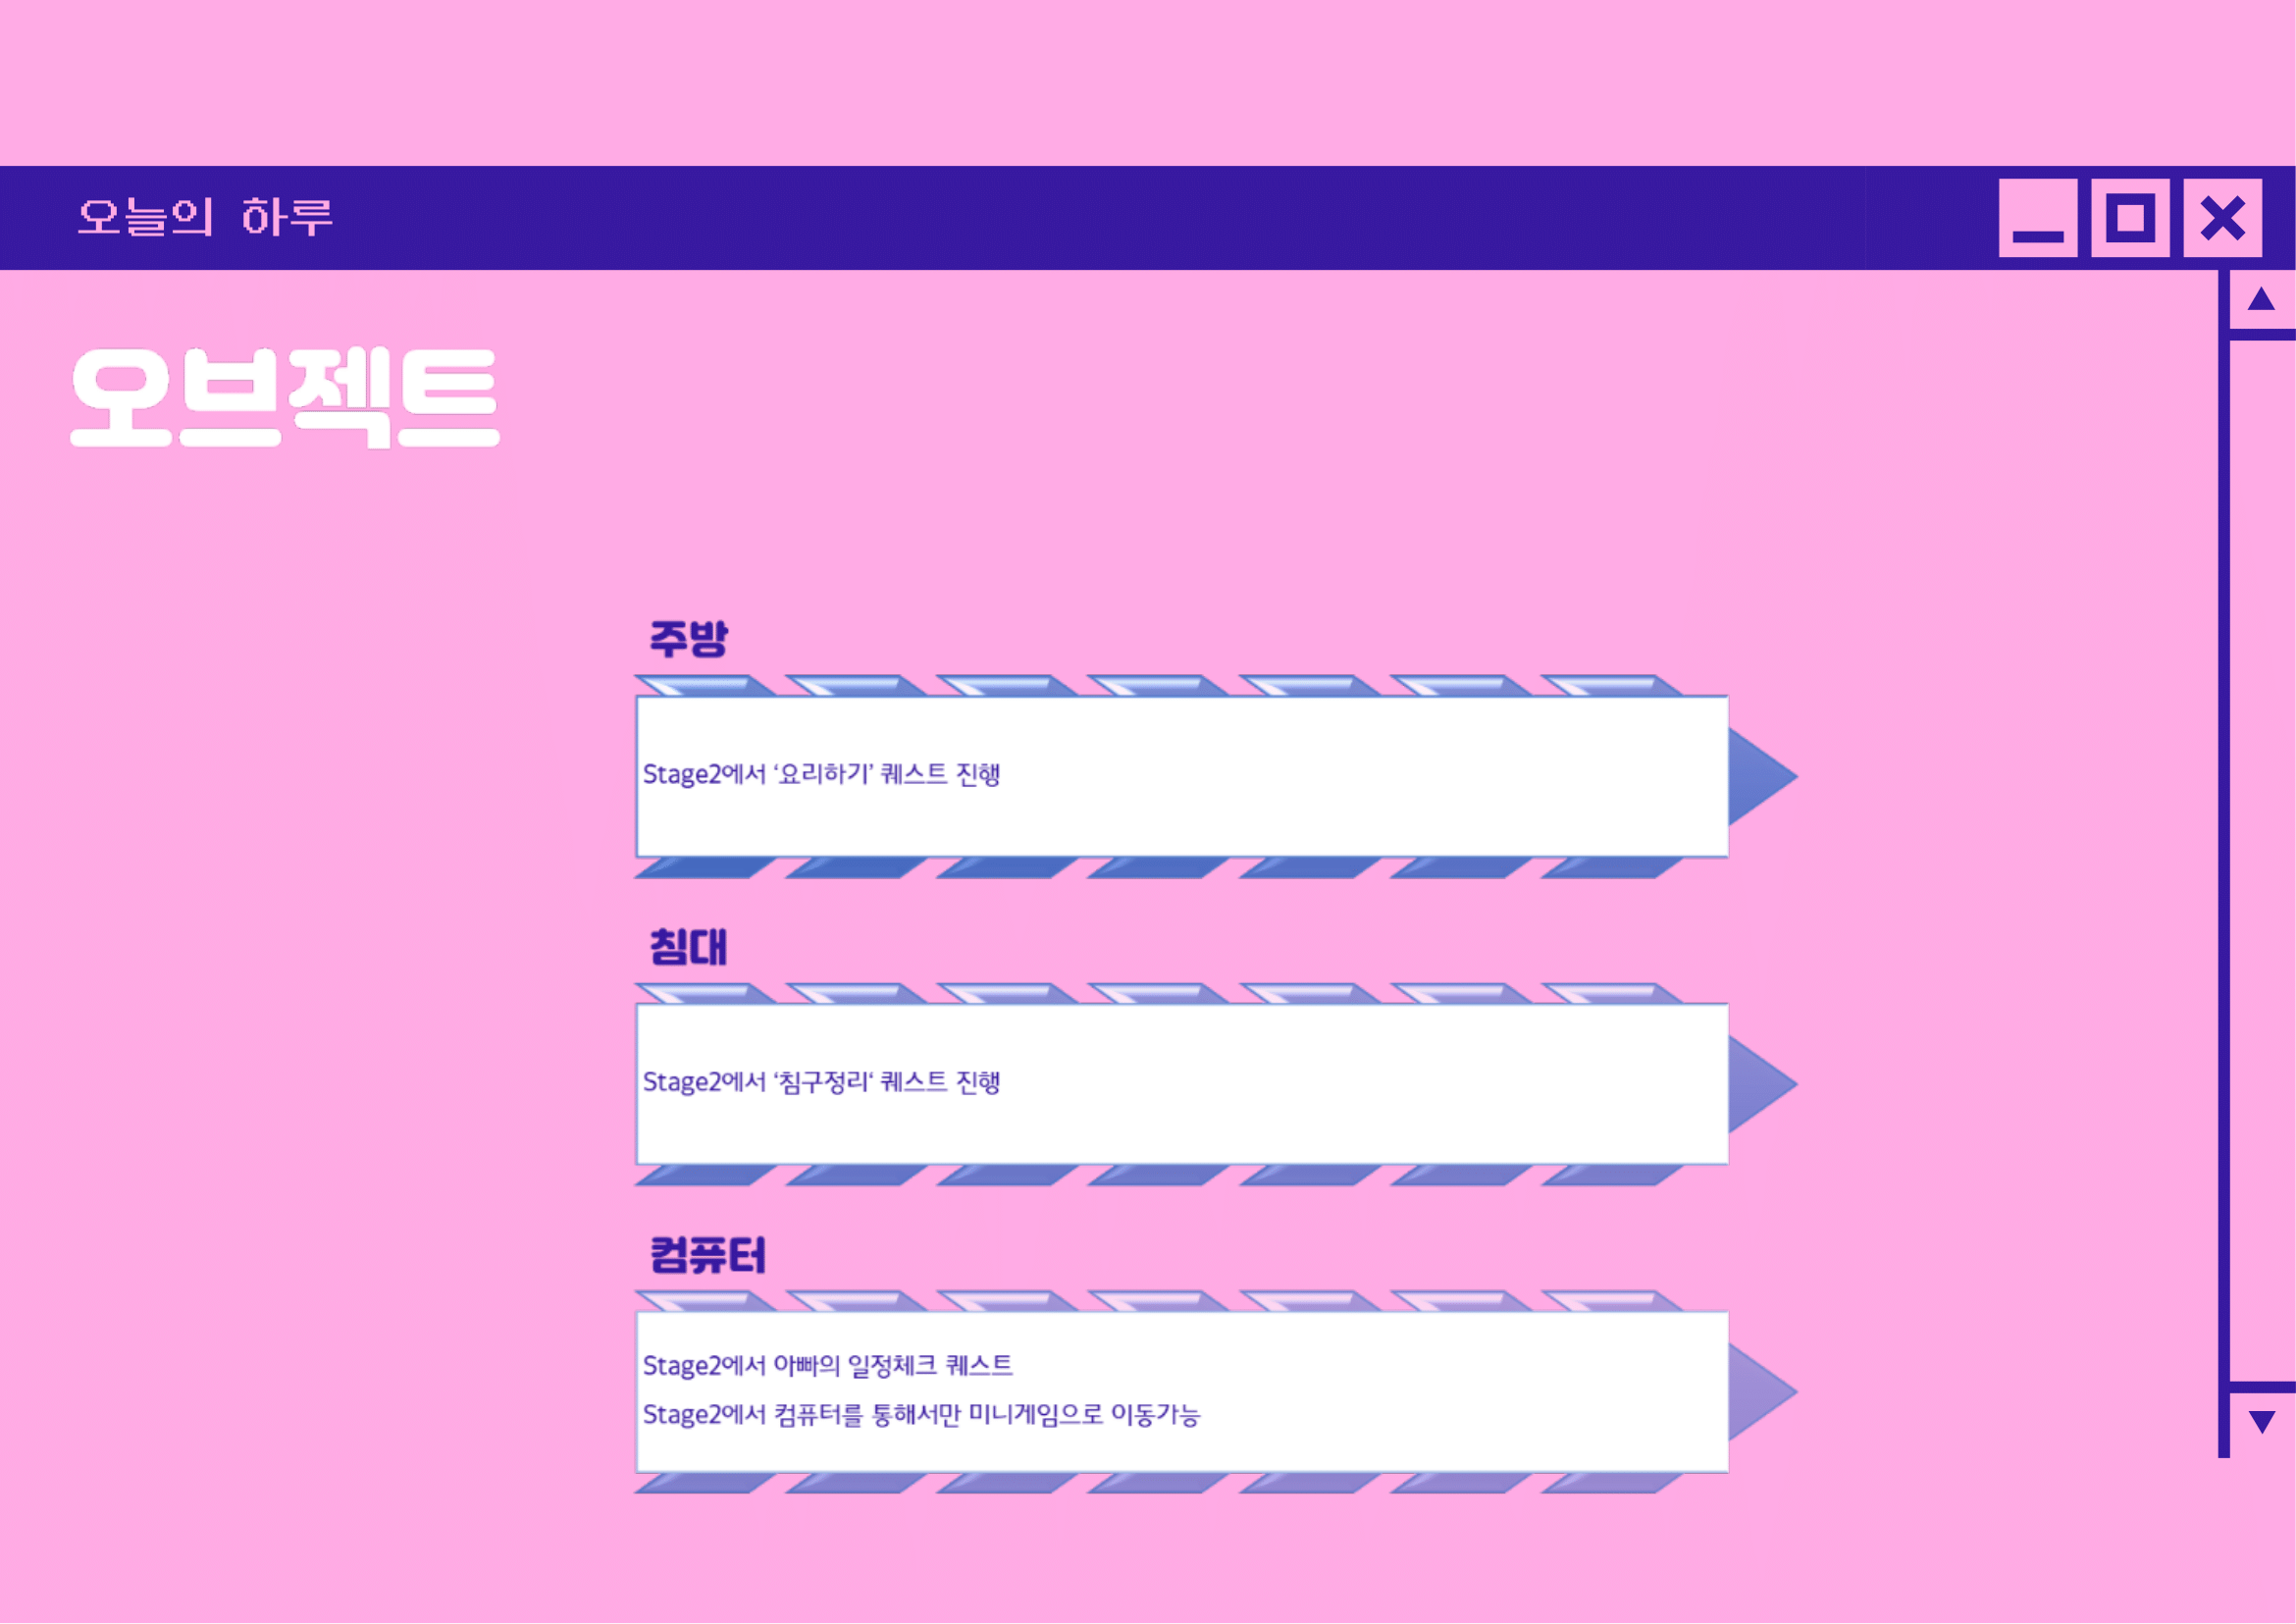 오늘의 하루
오브젝트
주방
Stage2에서 ‘요리하기’ 퀘스트 진행
침대
Stage2에서 ‘침구정리‘ 퀘스트 진행
컴퓨터
Stage2에서 아빠의 일정체크 퀘스트
Stage2에서 컴퓨터를 통해서만 미니게임으로 이동가능